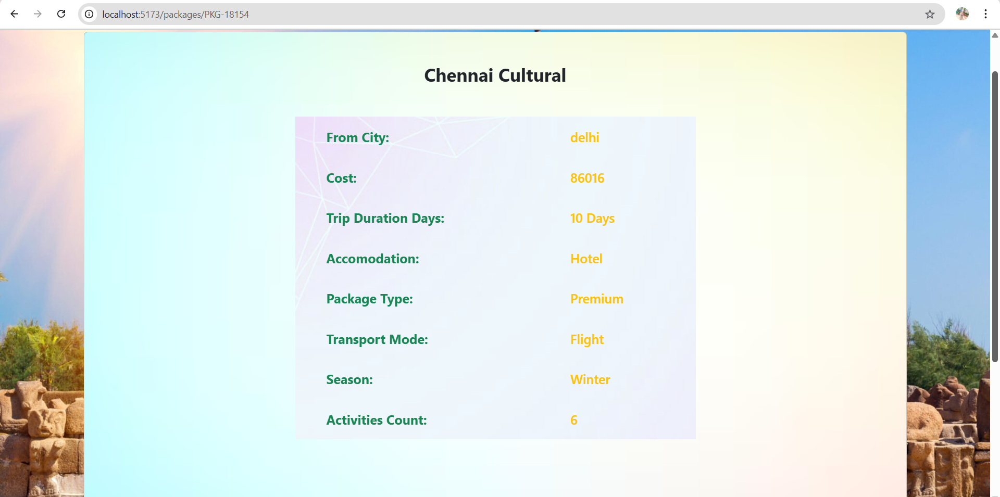 localhost:5173/packages/PKG-18154
Chennai Cultural
From City: delhi
Cost: 86016
Trip Duration Days: 10 Days
Accomodation: Hotel
Package Type: Premium
Transport Mode: Flight
Season: Winter
Activities Count: 6